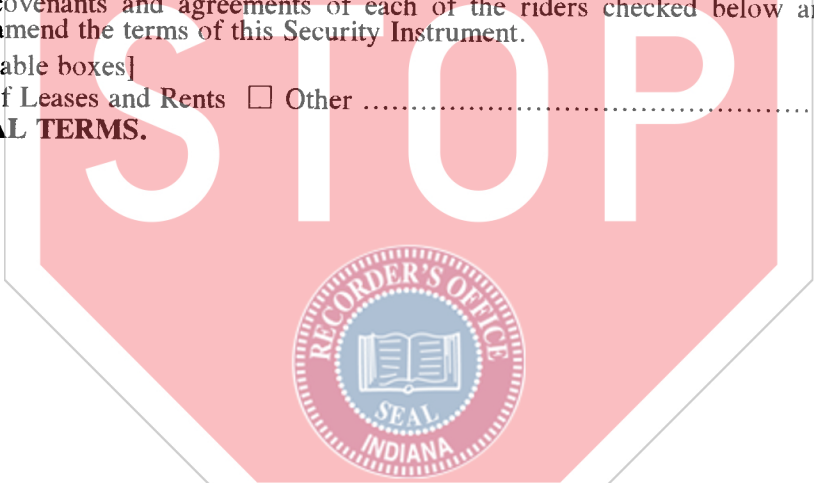 covenants and agreements of each of the riders checked below
amend the terms of this Security Instrument.
able boxes]
f Leases and Rents ☐ Other ..........................................................
AL TERMS.
STOP
RECORDER'S OFFICE
SEAL
INDIANA